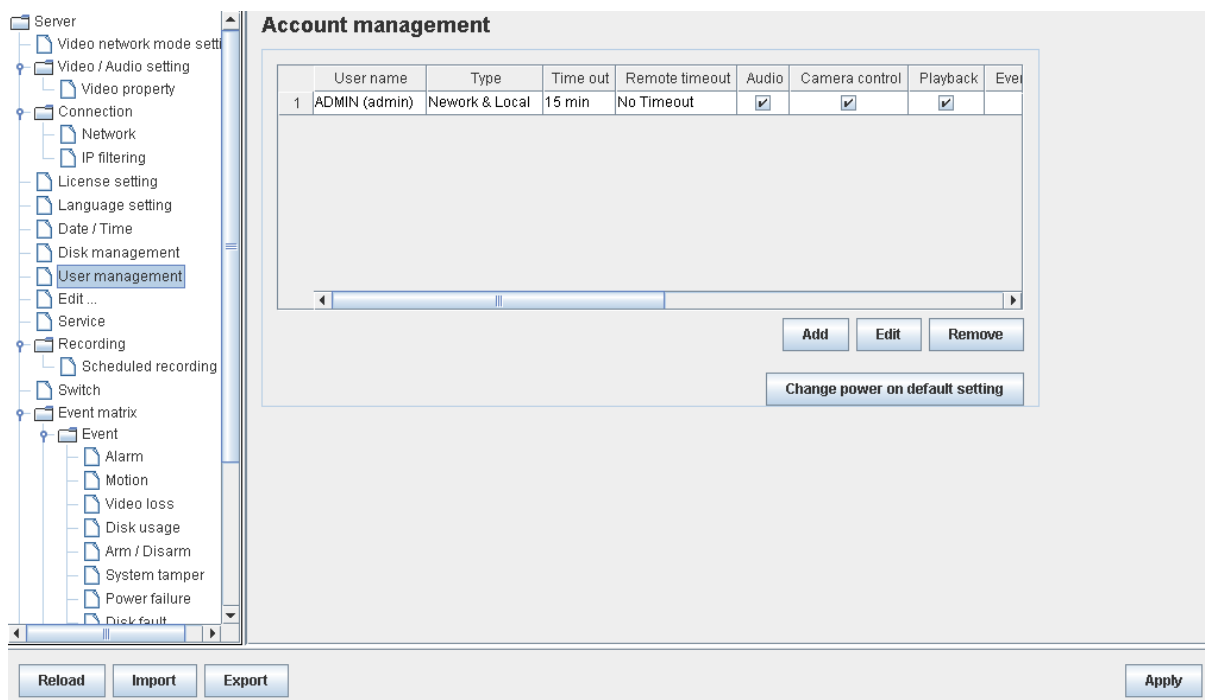 Server
Video network mode setti
Video / Audio setting
Video property
Connection
Network
IP filtering
License setting
Language setting
Date / Time
Disk management
User management
Edit ...
Service
Recording
Scheduled recording
Switch
Event matrix
Event
Alarm
Motion
Video loss
Disk usage
Arm / Disarm
System tamper
Power failure
Disk fault
Account management
User name Type Time out Remote timeout Audio Camera control Playback Eve
1 ADMIN (admin) Nework & Local 15 min No Timeout
Add Edit Remove
Change power on default setting
Reload Import Export Apply